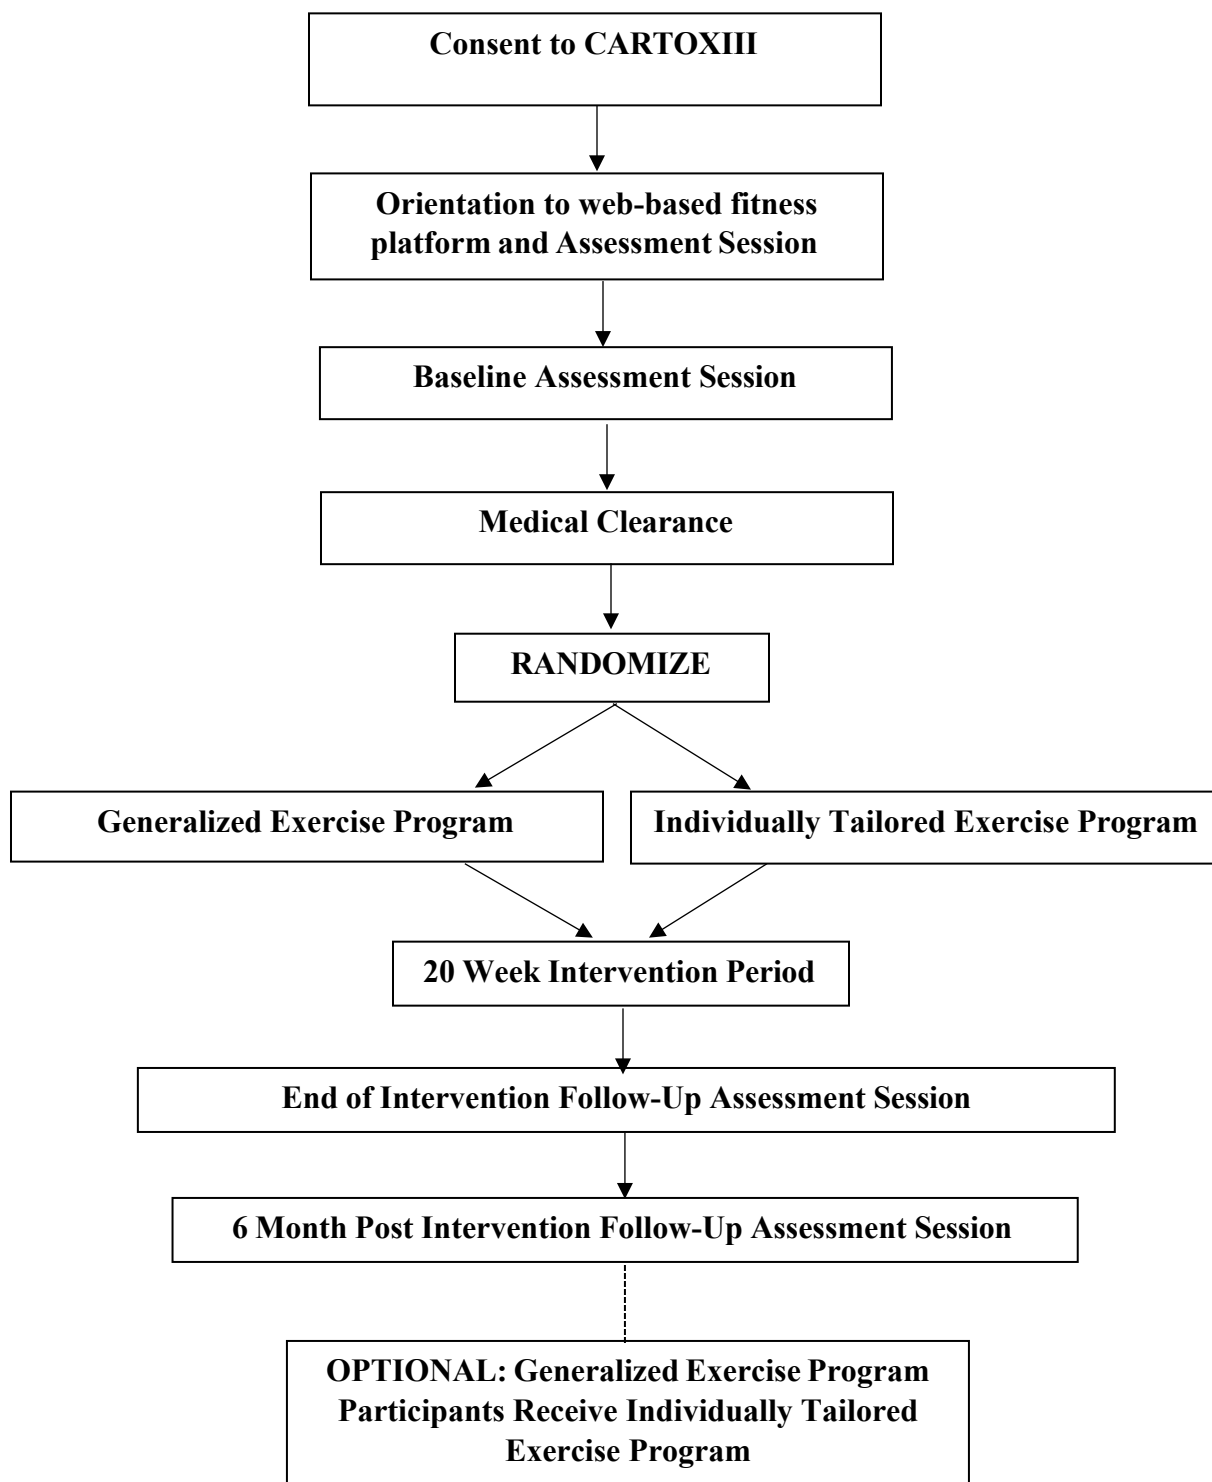 Consent to CARTOXIII
Orientation to web-based fitness
platform and Assessment Session
Baseline Assessment Session
Medical Clearance
RANDOMIZE
Generalized Exercise Program
Individually Tailored Exercise Program
20 Week Intervention Period
End of Intervention Follow-Up Assessment Session
6 Month Post Intervention Follow-Up Assessment Session
OPTIONAL: Generalized Exercise Program
Participants Receive Individually Tailored
Exercise Program